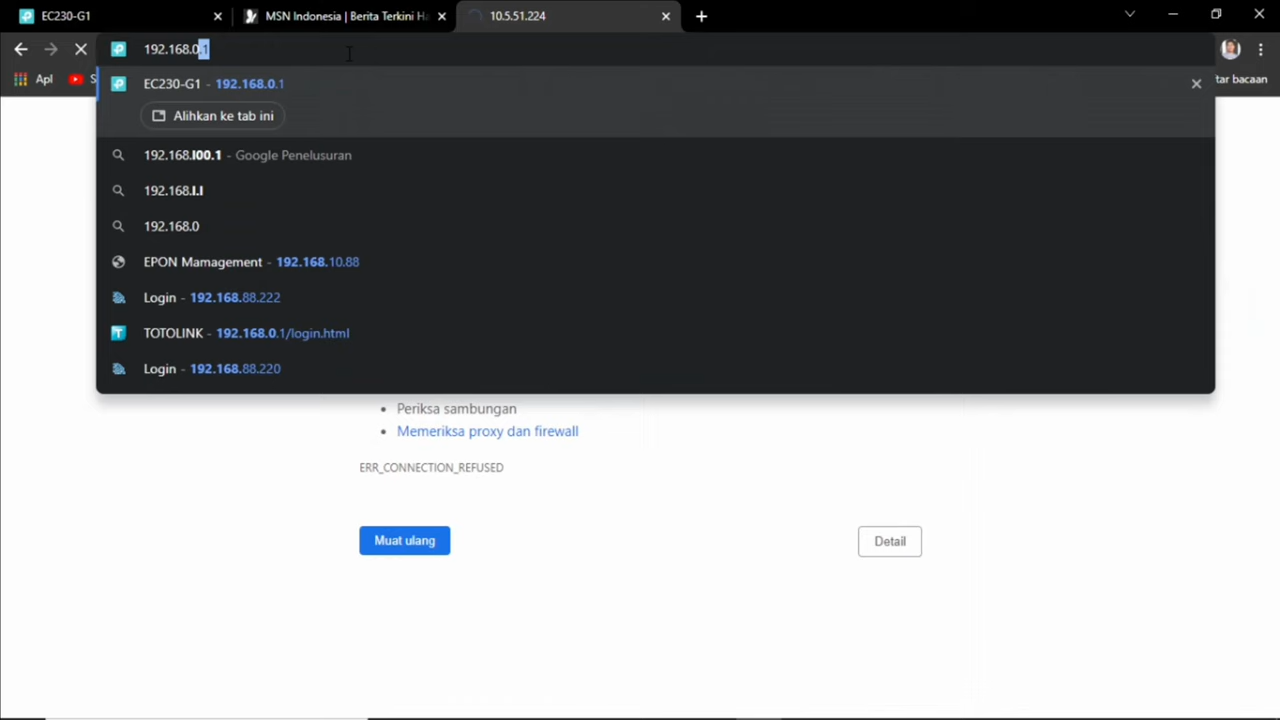 EC230-G1
MSN Indonesia | Berita Terkini Ha
10.5.51.224
192.168.0.1
Apl
S
tar bacaan
EC230-G1 - 192.168.0.1
Alihkan ke tab ini
192.168.l00.1 - Google Penelusuran
192.168.l.l
192.168.0
EPON Mamagement - 192.168.10.88
Login - 192.168.88.222
TOTOLINK - 192.168.0.1/login.html
Login - 192.168.88.220
• Periksa sambungan
• Memeriksa proxy dan firewall
ERR_CONNECTION_REFUSED
Muat ulang
Detail